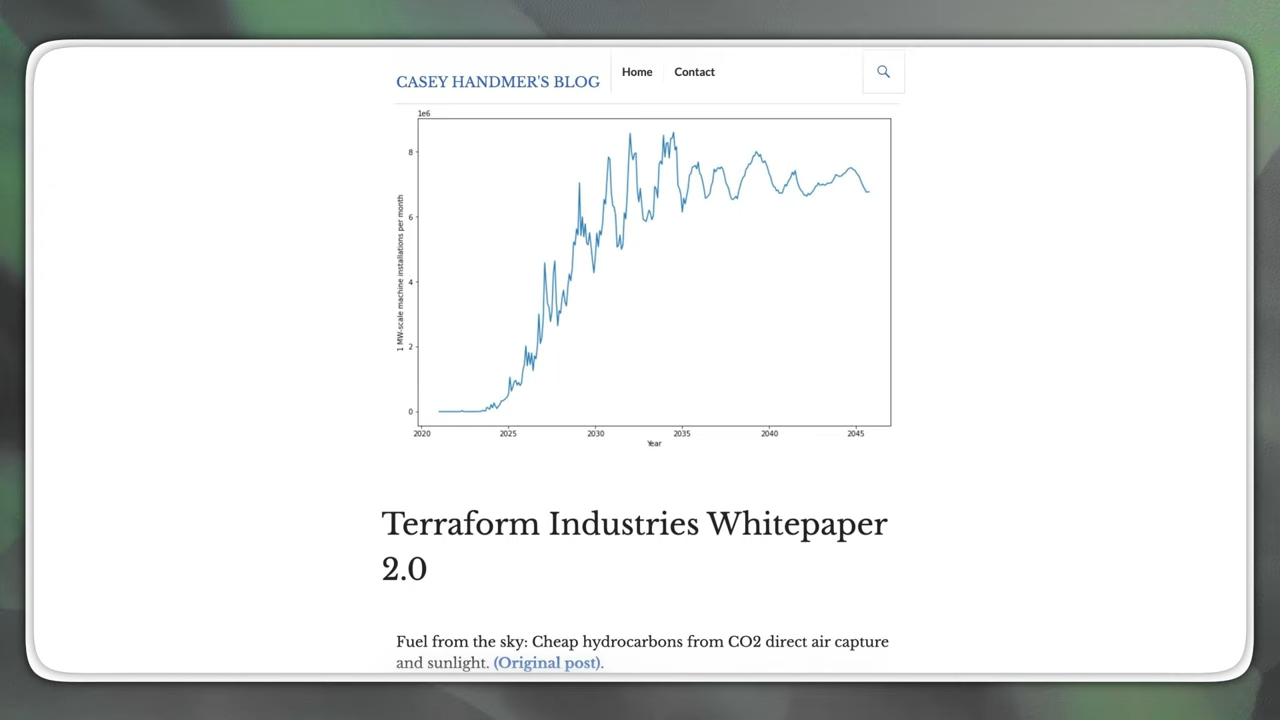 CASEY HANDMER'S BLOG
Home
Contact
1e6
8
6
4
2
0
1 MW-scale machine installations per month
2020
2025
2030
2035
2040
2045
Year
Terraform Industries Whitepaper
2.0
Fuel from the sky: Cheap hydrocarbons from CO2 direct air capture
and sunlight. (Original post).